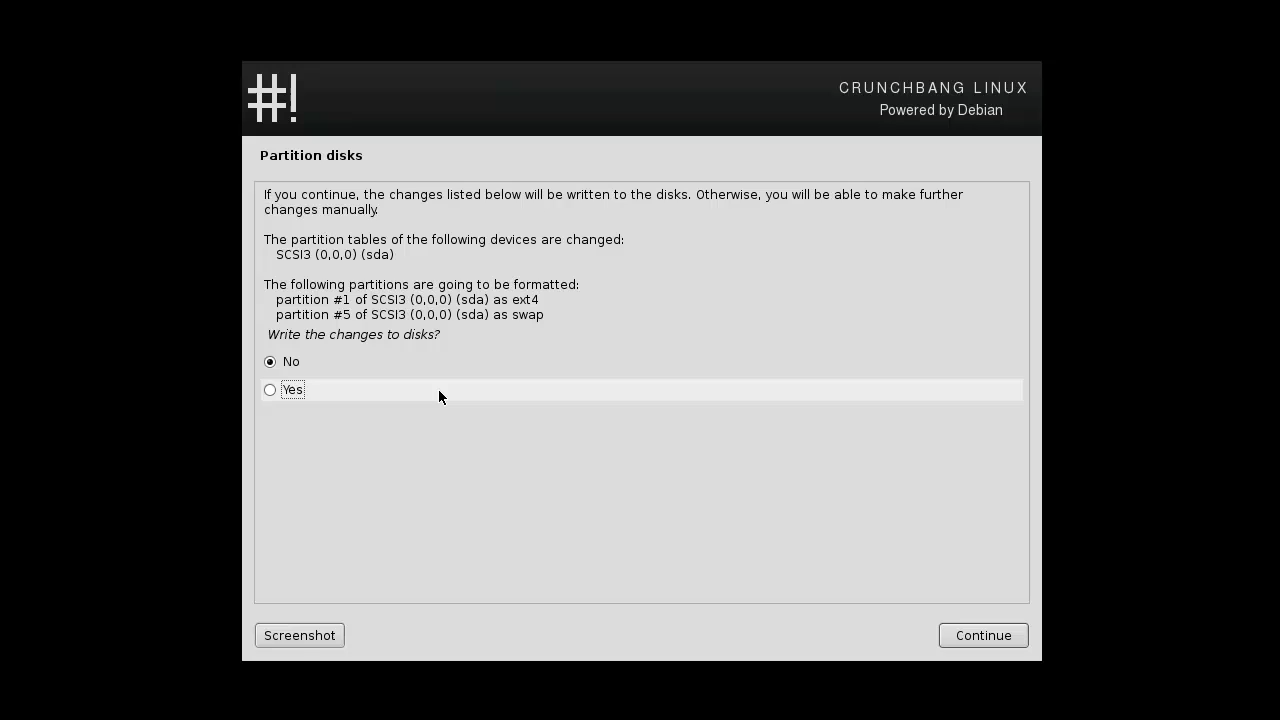 #!
CRUNCHBANG LINUX
Powered by Debian
Partition disks
If you continue, the changes listed below will be written to the disks. Otherwise, you will be able to make further
changes manually.
The partition tables of the following devices are changed:
SCSI3 (0,0,0) (sda)
The following partitions are going to be formatted:
partition #1 of SCSI3 (0,0,0) (sda) as ext4
partition #5 of SCSI3 (0,0,0) (sda) as swap
Write the changes to disks?
No
Yes
Screenshot
Continue